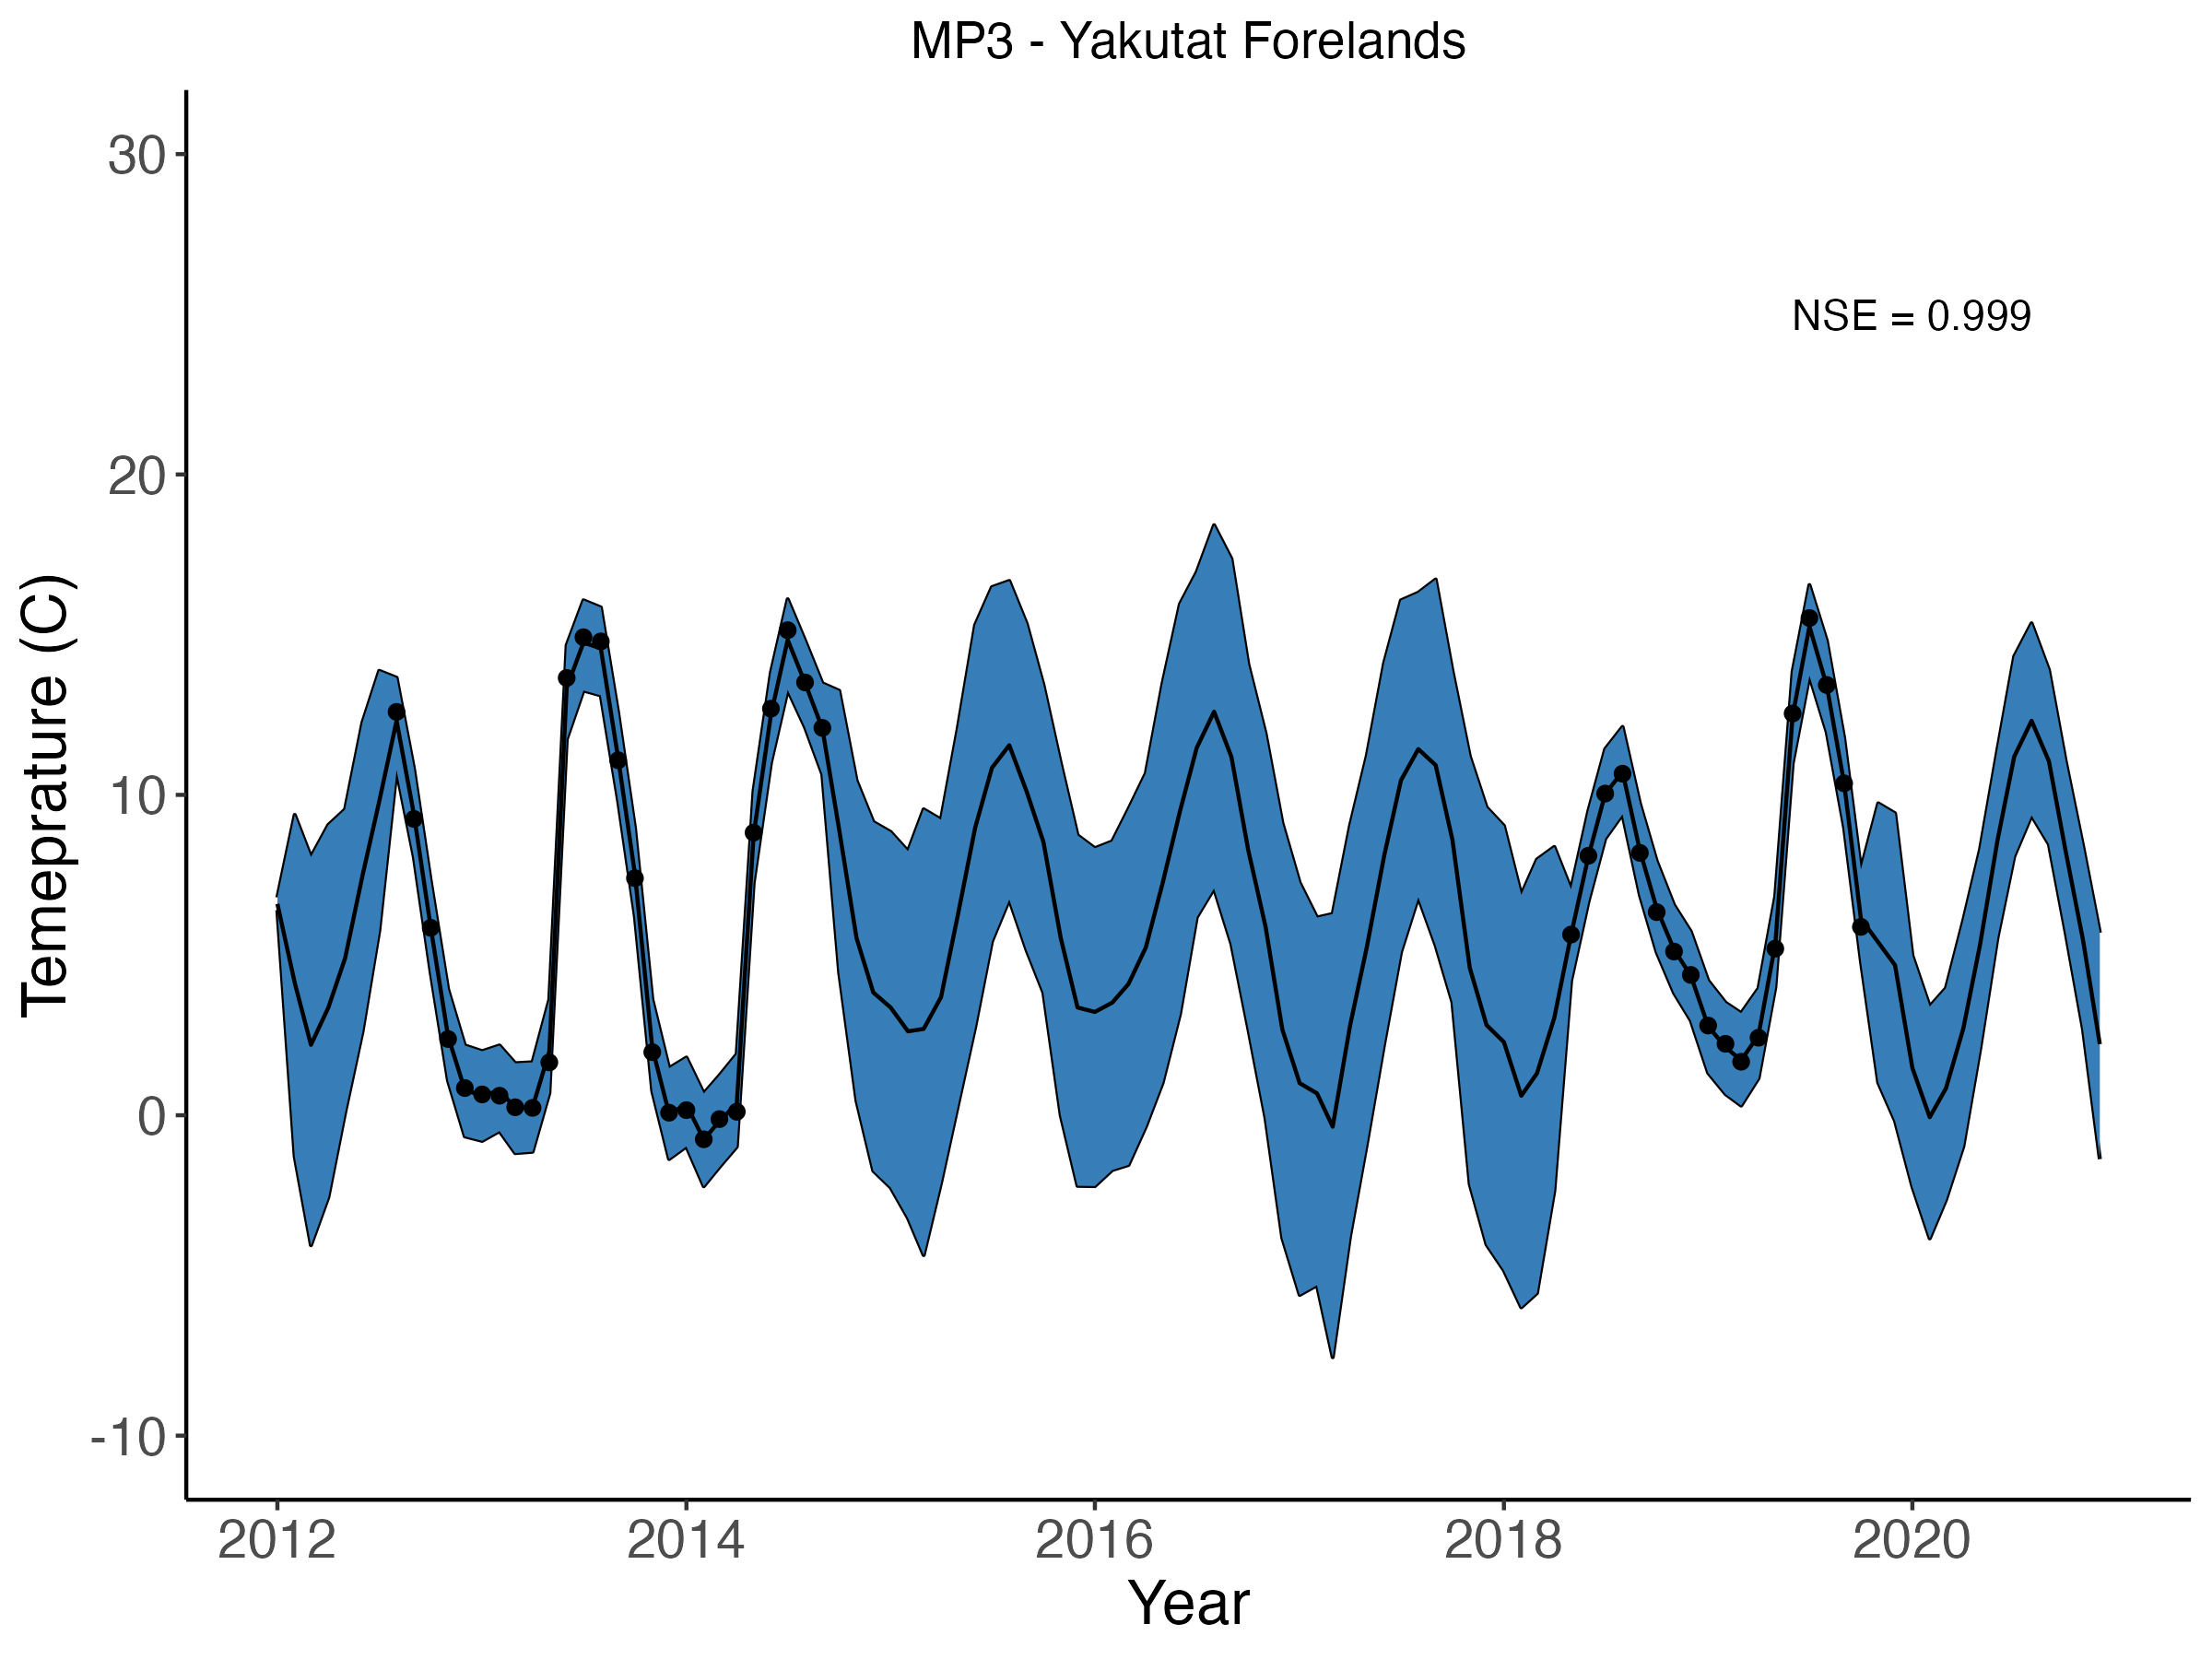 MP3 - Yakutat Forelands
30
20
10
0
-10
Temeprature (C)
NSE = 0.999
2012 2014 2016 2018 2020
Year